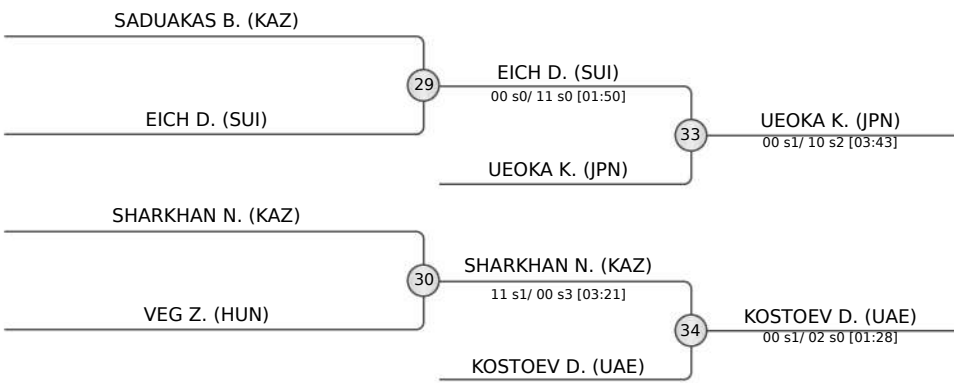 SADUAKAS B. (KAZ)
29
EICH D. (SUI)
00 s0/ 11 s0 [01:50]
EICH D. (SUI)
33
UEOKA K. (JPN)
00 s1/ 10 s2 [03:43]
UEOKA K. (JPN)
SHARKHAN N. (KAZ)
30
SHARKHAN N. (KAZ)
11 s1/ 00 s3 [03:21]
VEG Z. (HUN)
34
KOSTOEV D. (UAE)
00 s1/ 02 s0 [01:28]
KOSTOEV D. (UAE)